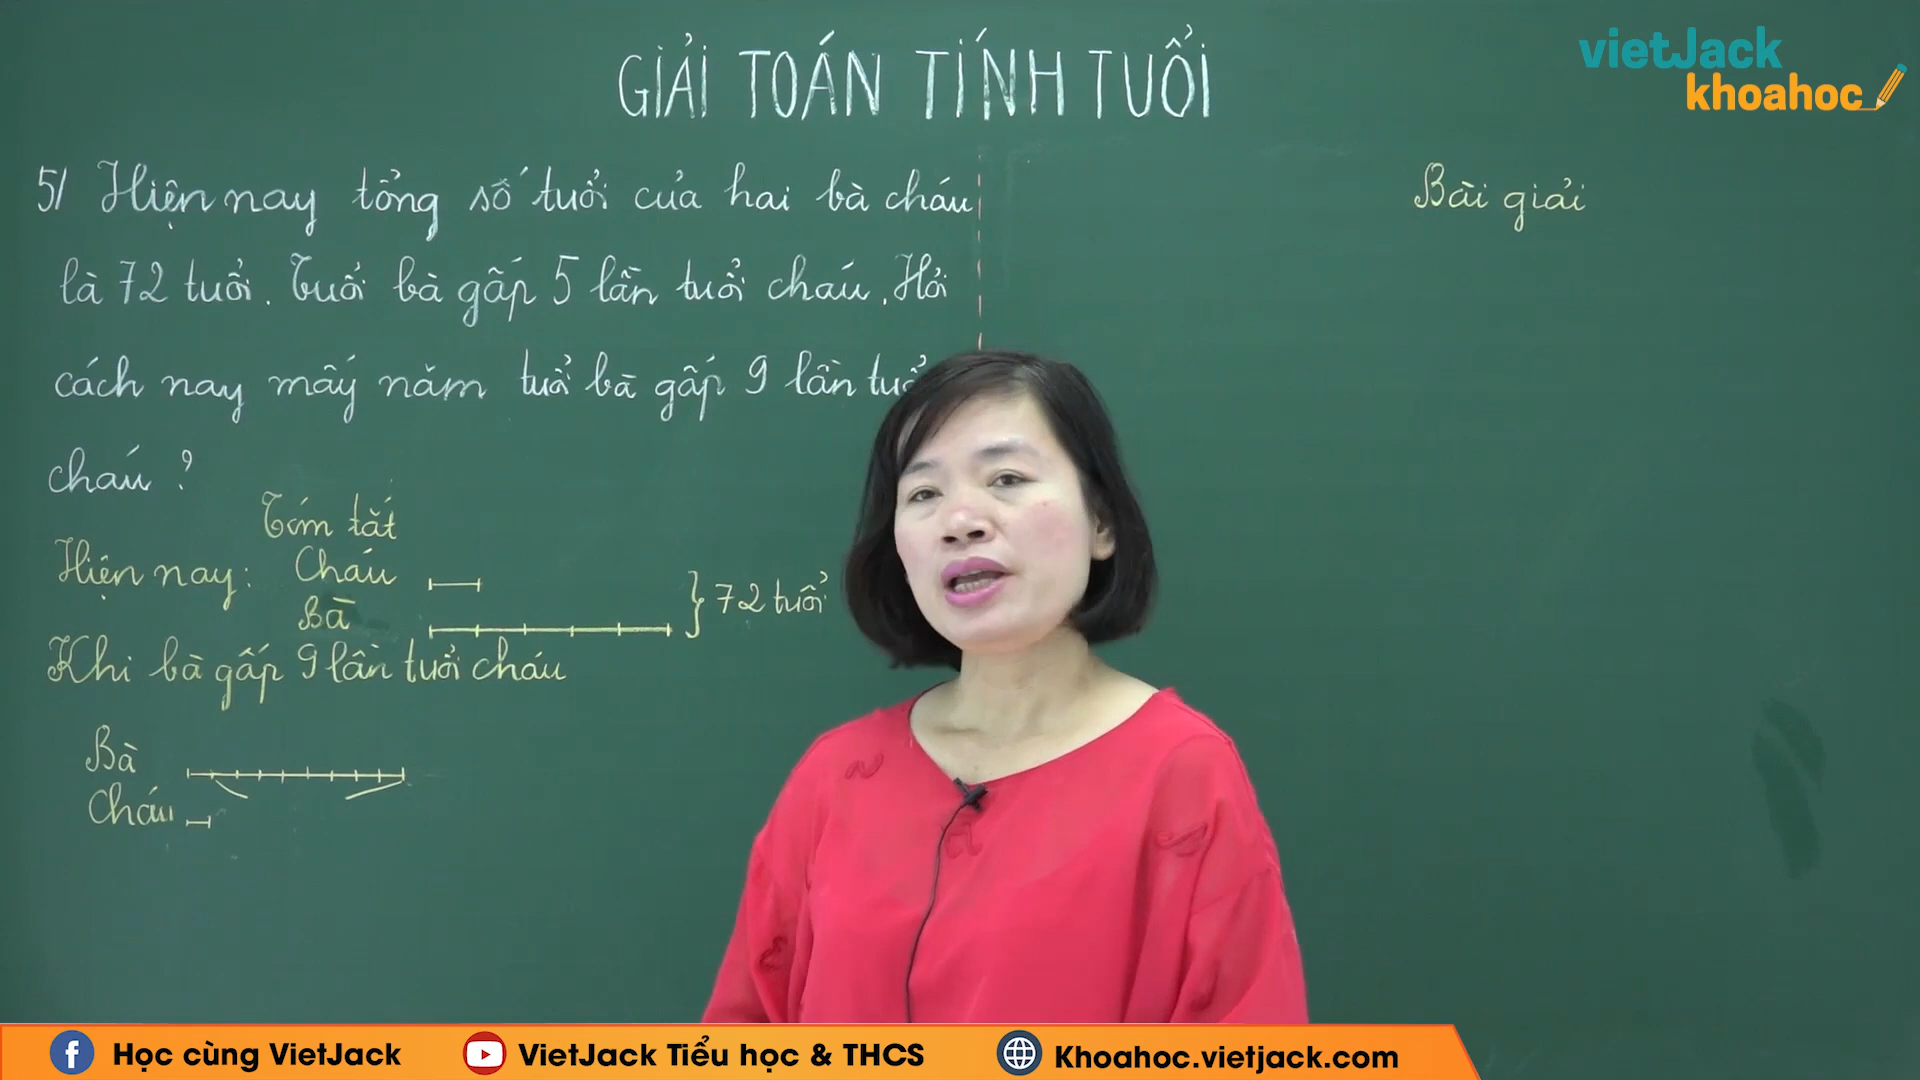 GIẢI TOÁN TÍNH TUỔI
vietJack
khoahoc
5/ Hiện nay tổng số tuổi của hai bà cháu
là 72 tuổi. Tuổi bà gấp 5 lần tuổi cháu. Hỏi
cách nay mấy năm tuổi bà gấp 9 lần tuổi
cháu ?
Tóm tắt
Hiện nay: Cháu
Bà
} 72 tuổi
Khi bà gấp 9 lần tuổi cháu
Bà
Cháu
Bài giải
Học cùng VietJack
VietJack Tiểu học & THCS
Khoahoc.vietjack.com